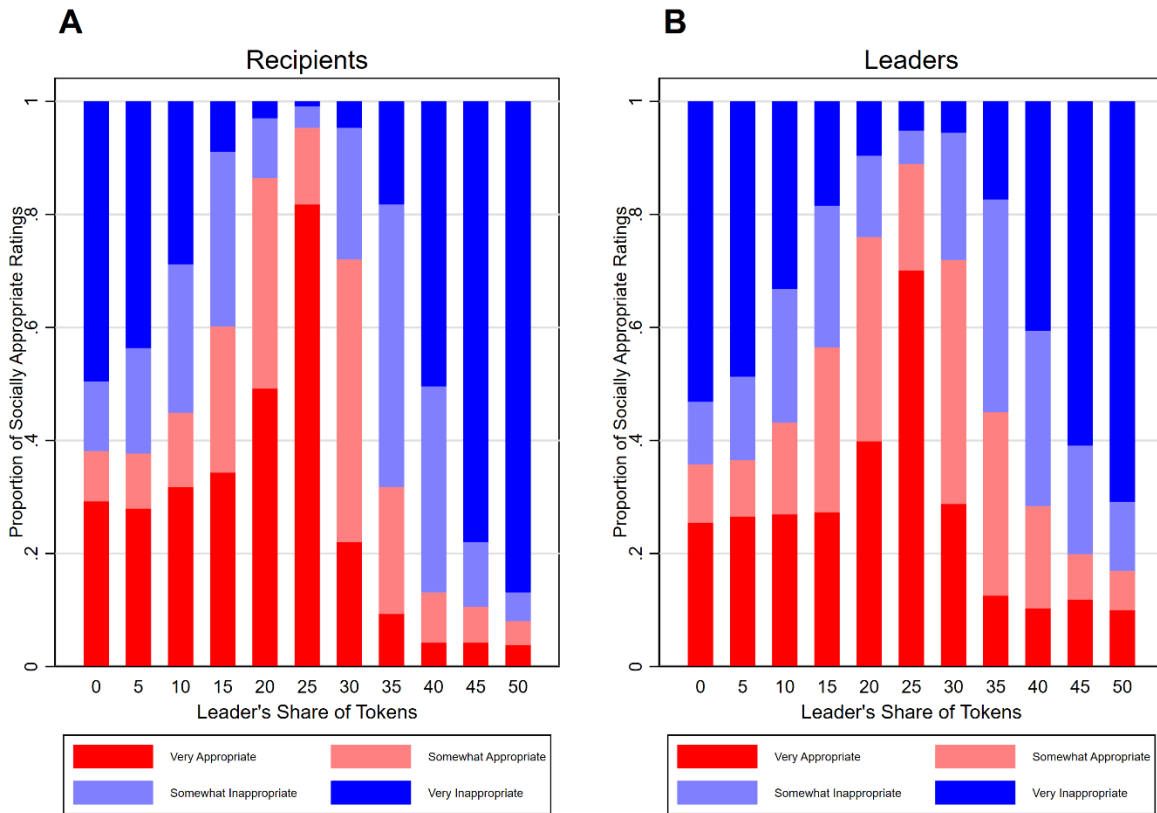 A
Recipients
Proportion of Socially Appropriate Ratings
1
.8
.6
.4
.2
0
0 5 10 15 20 25 30 35 40 45 50
Leader's Share of Tokens
Very Appropriate Somewhat Appropriate
Somewhat Inappropriate Very Inappropriate
B
Leaders
Proportion of Socially Appropriate Ratings
1
.8
.6
.4
.2
0
0 5 10 15 20 25 30 35 40 45 50
Leader's Share of Tokens
Very Appropriate Somewhat Appropriate
Somewhat Inappropriate Very Inappropriate